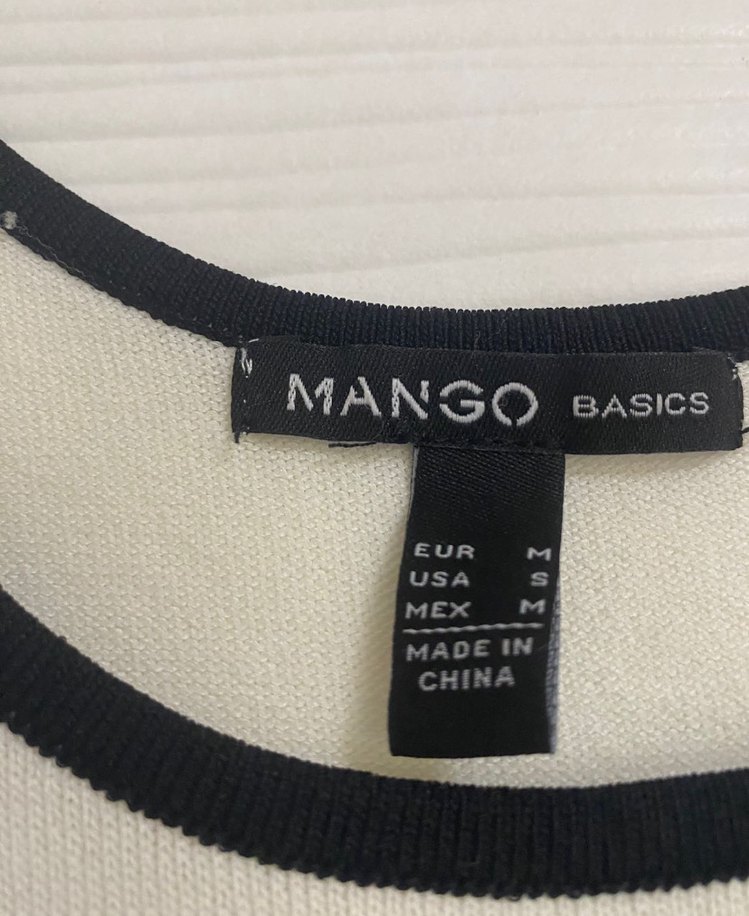 MANGO BASICS
EUR M
USA S
MEX M
MADE IN
CHINA